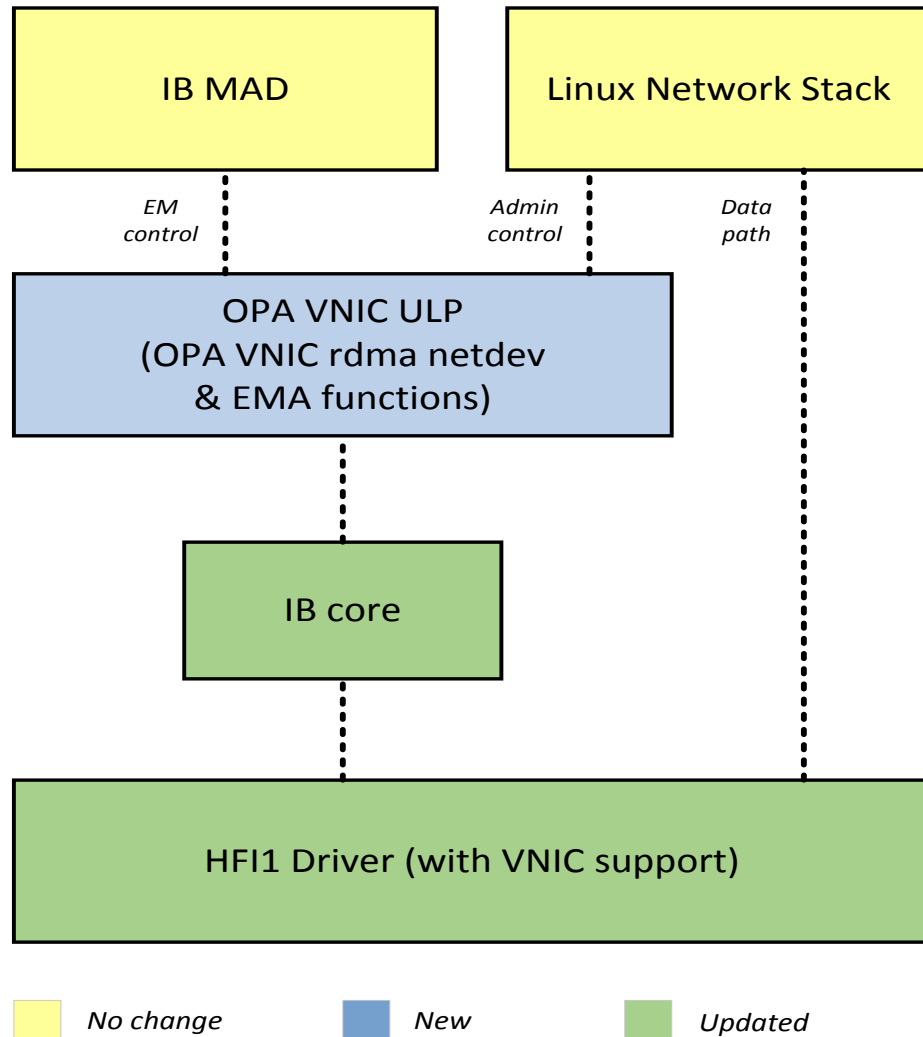 IB MAD
Linux Network Stack
EM
control
Admin
control
Data
path
OPA VNIC ULP
(OPA VNIC rdma netdev
& EMA functions)
IB core
HFI1 Driver (with VNIC support)
No change
New
Updated